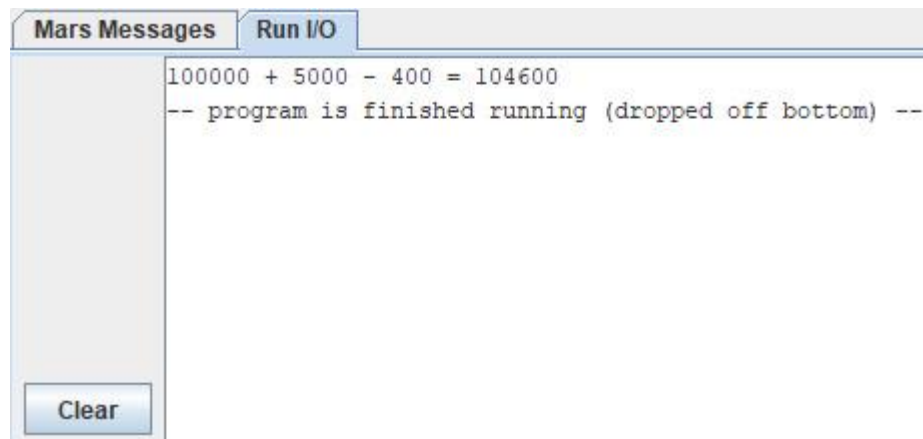 Mars Messages Run I/O
100000 + 5000 - 400 = 104600
-- program is finished running (dropped off bottom) --
Clear